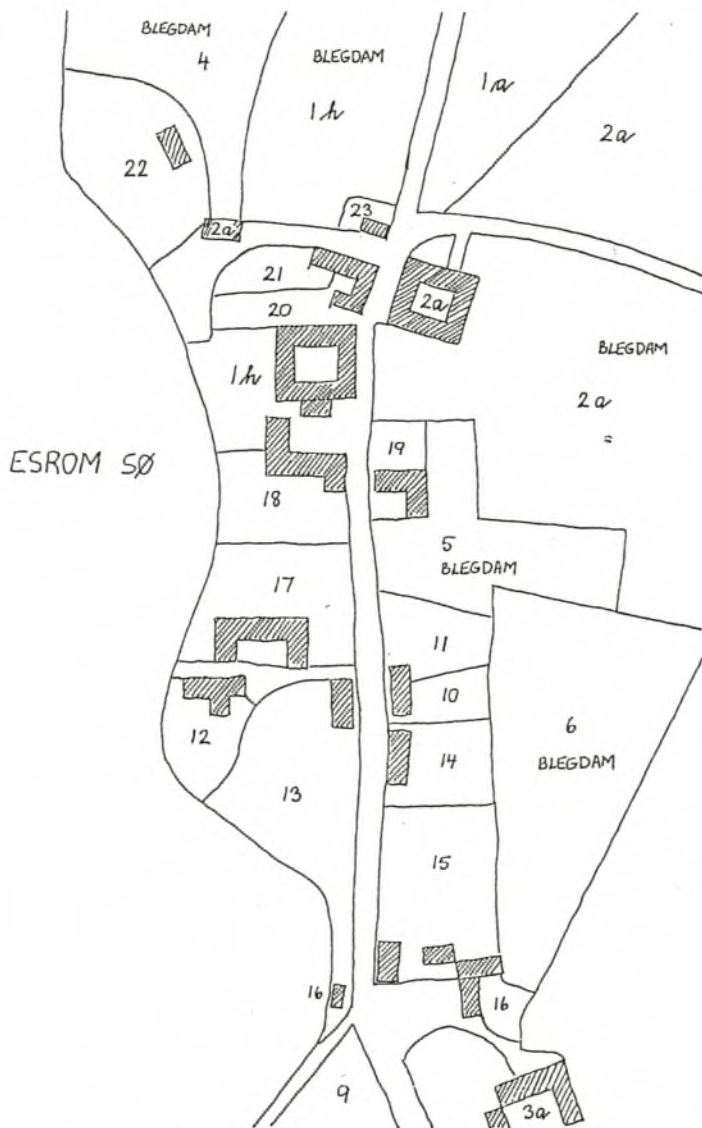 BLEGDAM
4
BLEGDAM
1h
1a
2a
22
2a
23
21
2a
20
BLEGDAM
1h
2a
=
ESROM SØ
19
18
5
BLEGDAM
17
11
10
6
BLEGDAM
12
14
13
15
16
16
9
3a